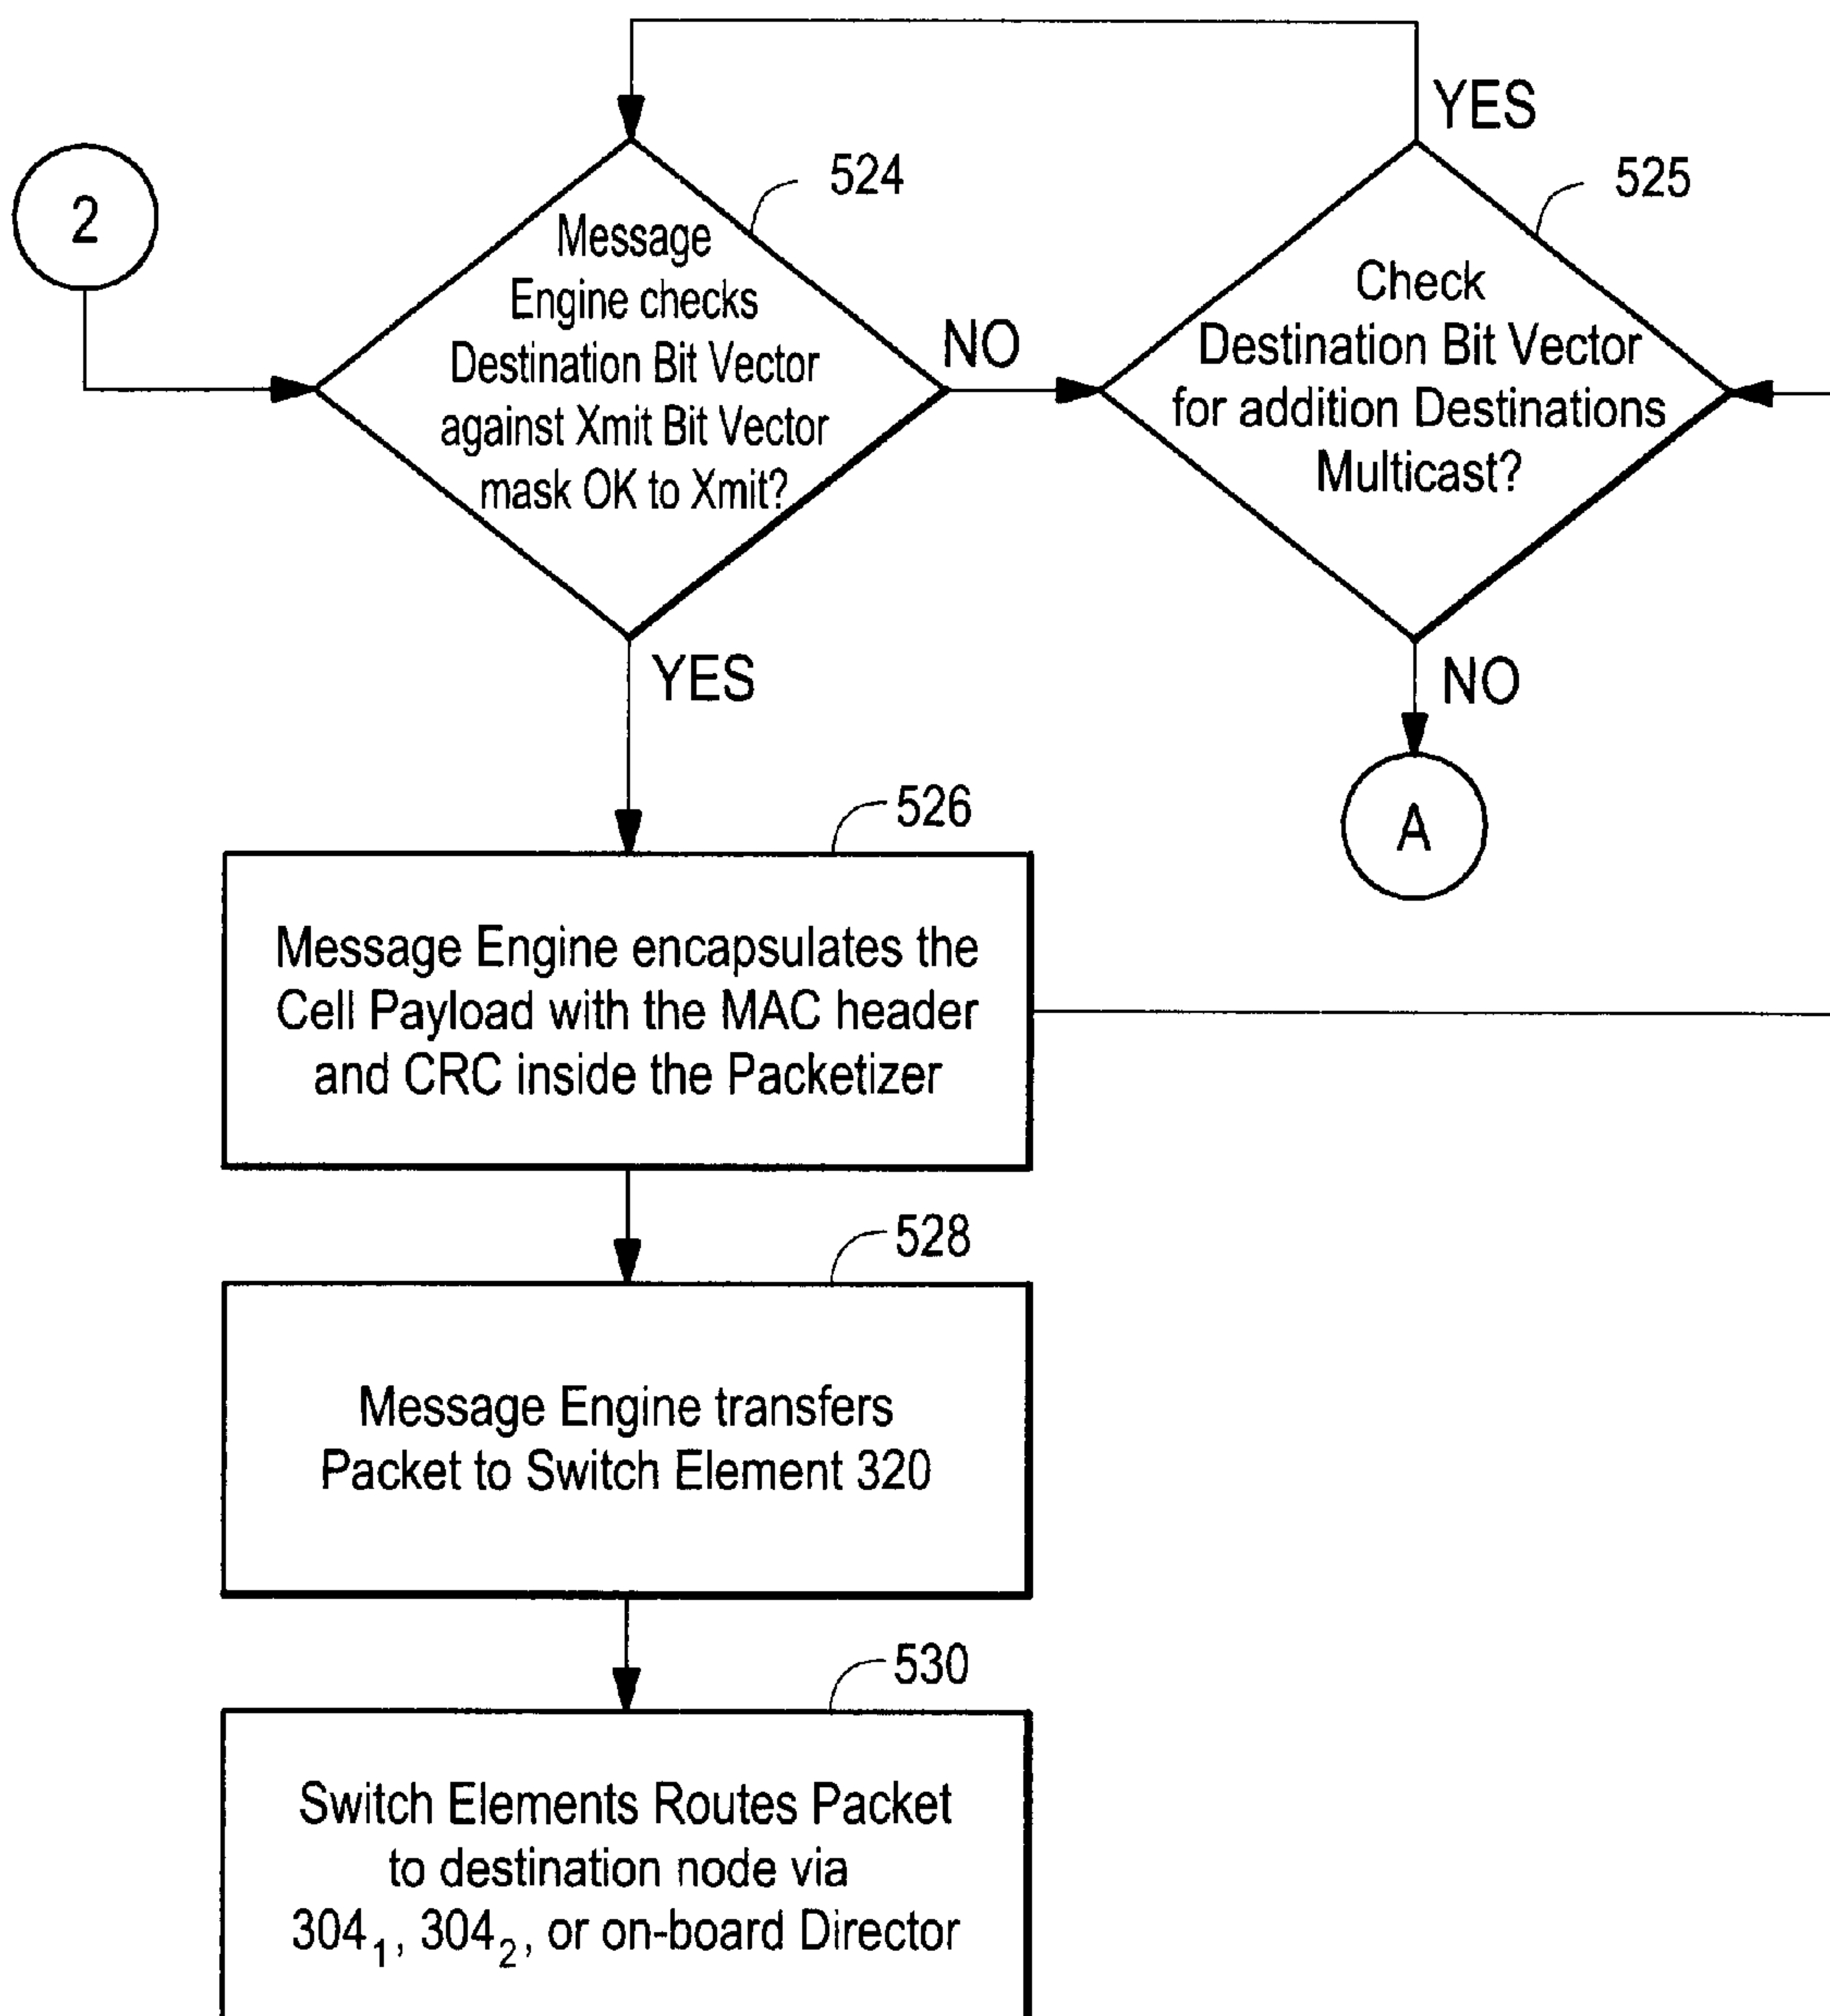 YES
2
524
Message
Engine checks
Destination Bit Vector
against Xmit Bit Vector
mask OK to Xmit?
NO
525
Check
Destination Bit Vector
for addition Destinations
Multicast?
YES
NO
A
526
Message Engine encapsulates the
Cell Payload with the MAC header
and CRC inside the Packetizer
528
Message Engine transfers
Packet to Switch Element 320
530
Switch Elements Routes Packet
to destination node via
304₁, 304₂, or on-board Director